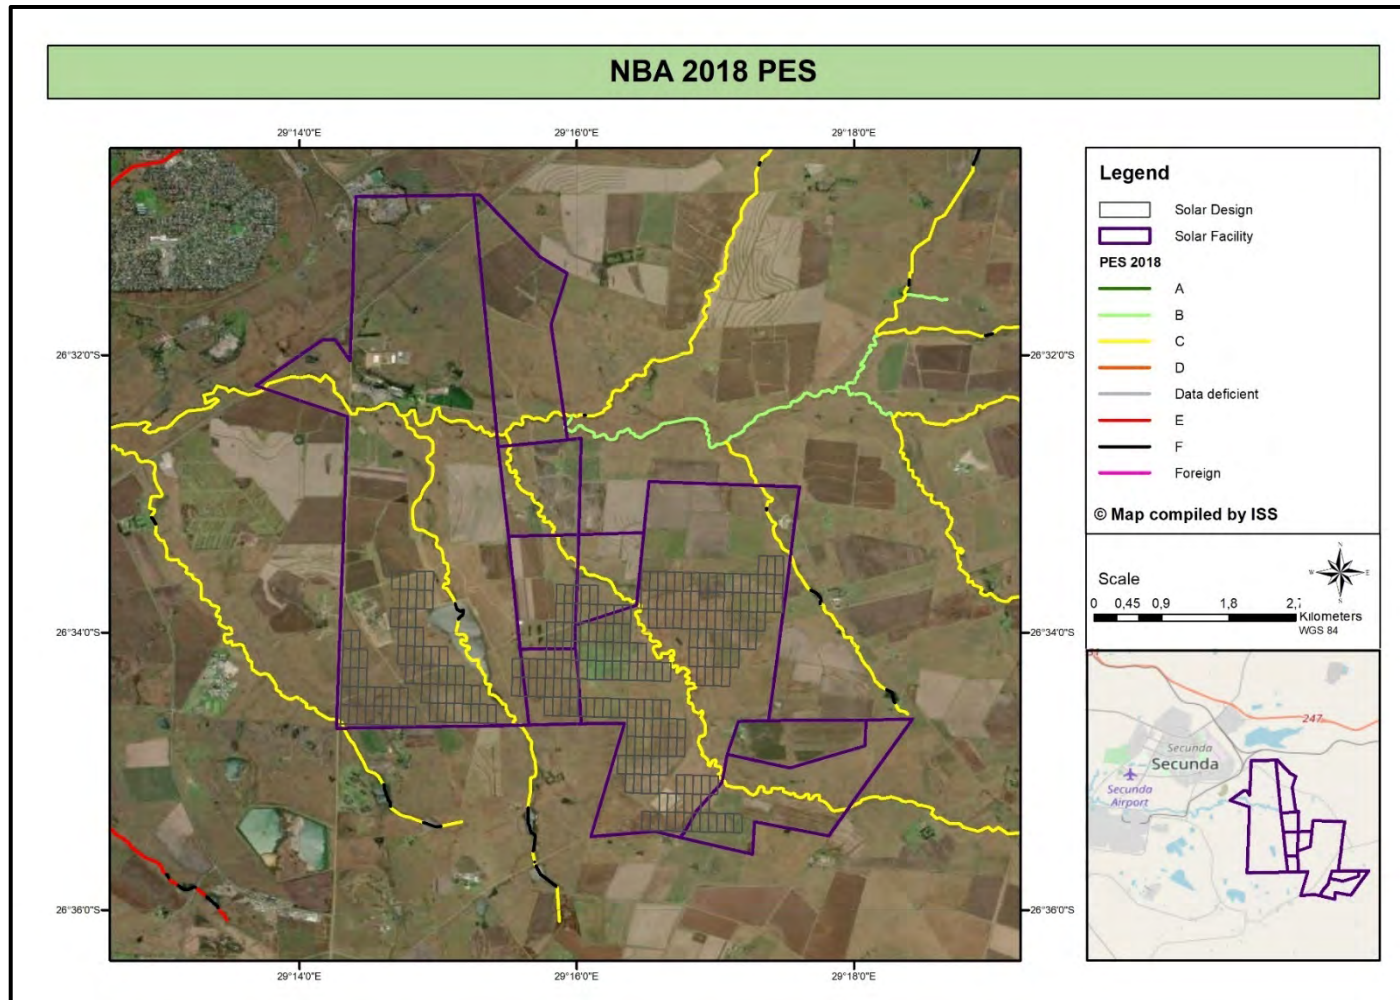 NBA 2018 PES
29°14'0"E
29°16'0"E
29°18'0"E
26°32'0"S
26°32'0"S
26°34'0"S
26°34'0"S
26°36'0"S
26°36'0"S
29°14'0"E
29°16'0"E
29°18'0"E
Legend
Solar Design
Solar Facility
PES 2018
A
B
C
D
Data deficient
E
F
Foreign
© Map compiled by ISS
N
W
E
S
Scale
0 0,45 0,9 1,8 2,7
Kilometers
WGS 84
247
Secunda
Secunda
Secunda
Airport